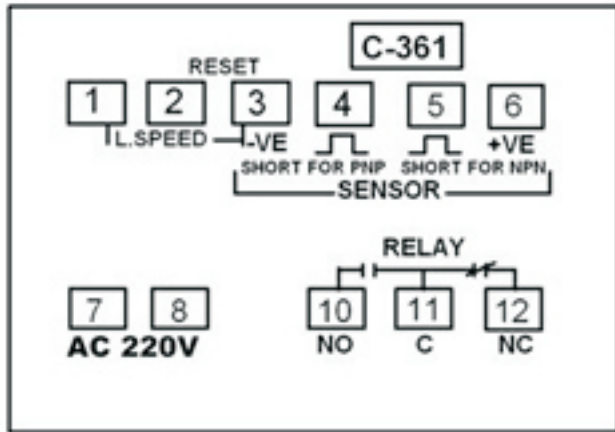 C-361
RESET
1 2 3 4 5 6
L.SPEED -VE +VE
SHORT FOR PNP SHORT FOR NPN
SENSOR
RELAY
7 8 10 11 12
AC 220V NO C NC